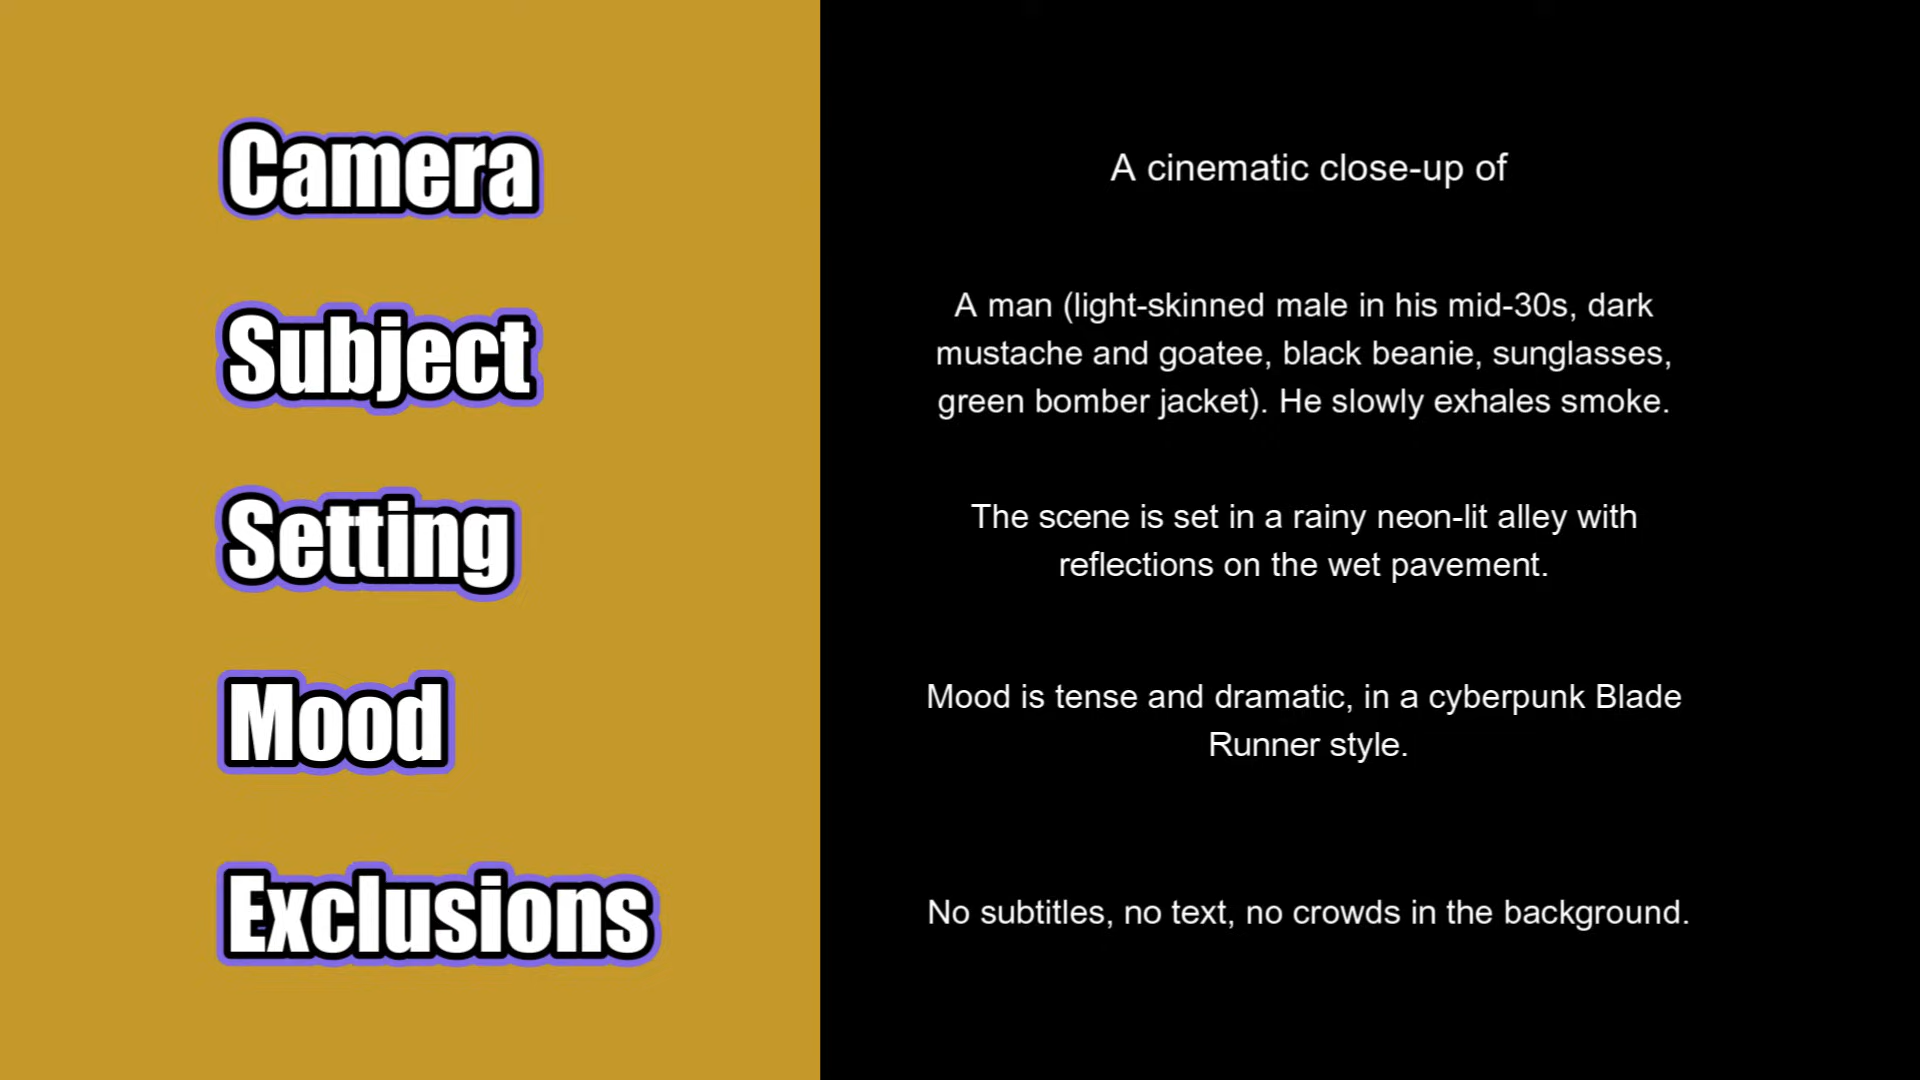 Camera
A cinematic close-up of
Subject
A man (light-skinned male in his mid-30s, dark
mustache and goatee, black beanie, sunglasses,
green bomber jacket). He slowly exhales smoke.
Setting
The scene is set in a rainy neon-lit alley with
reflections on the wet pavement.
Mood
Mood is tense and dramatic, in a cyberpunk Blade
Runner style.
Exclusions
No subtitles, no text, no crowds in the background.